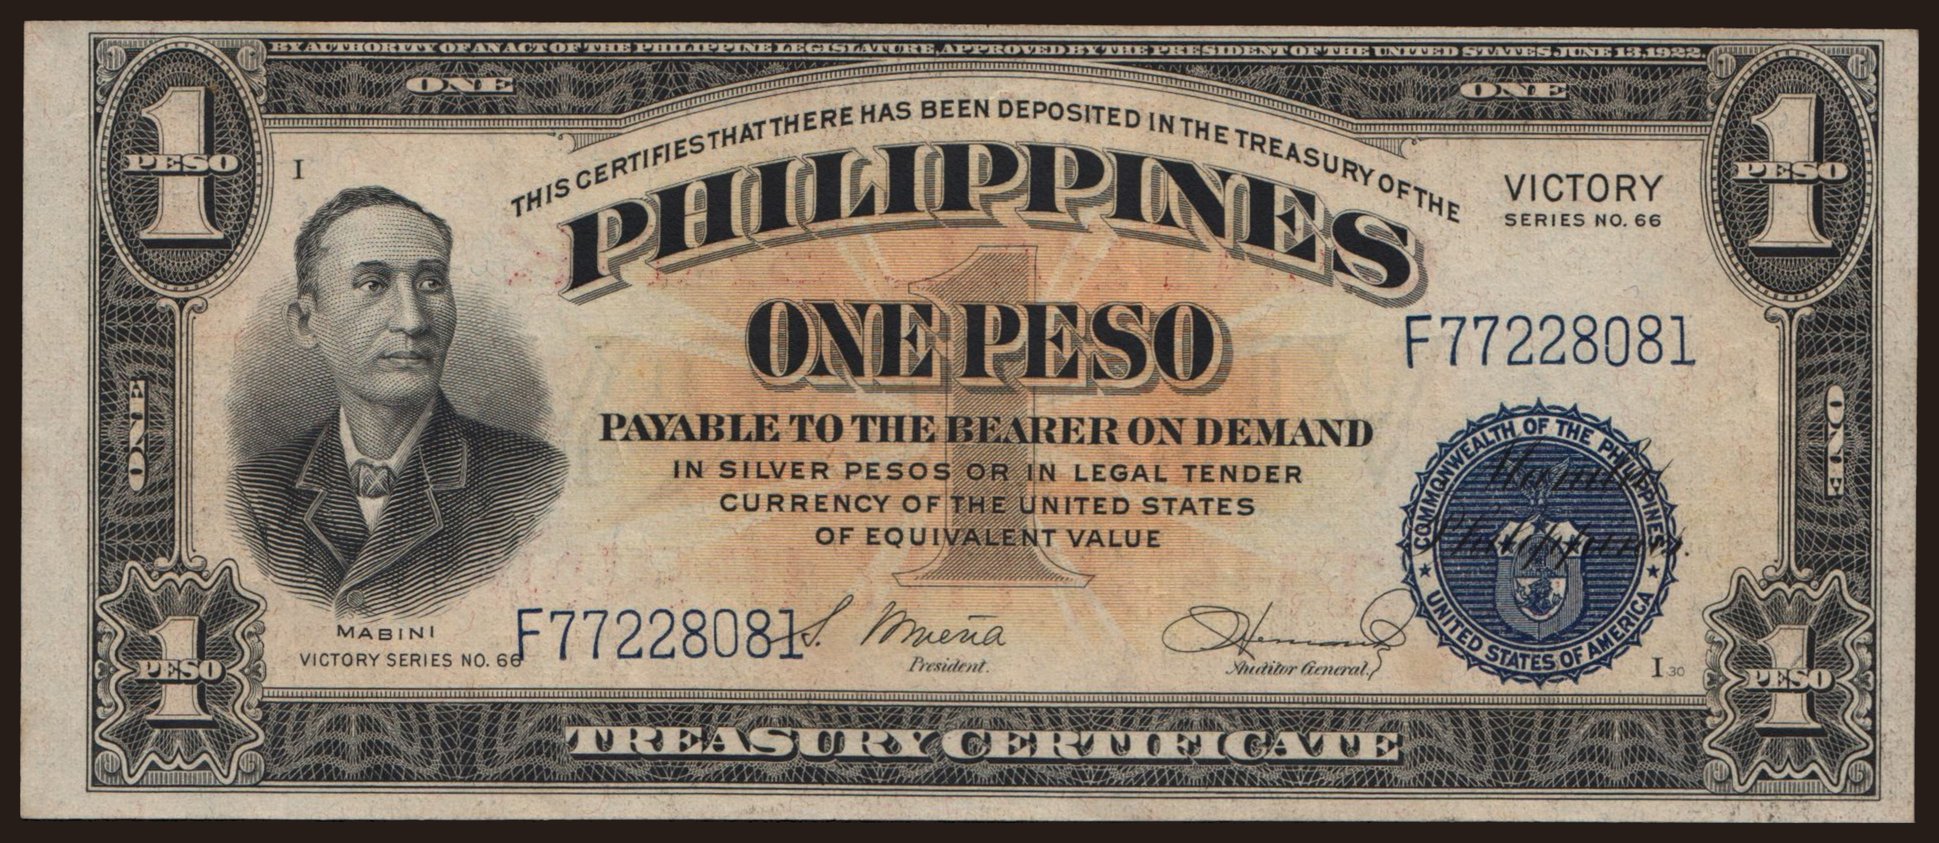 BY AUTHORITY OF AN ACT OF THE PHILIPPINE LEGISLATURE, APPROVED BY THE PRESIDENT OF THE UNITED STATES, JUNE 13, 1922
ONE
ONE
1
PESO
1
PESO
I
THIS CERTIFIES THAT THERE HAS BEEN DEPOSITED IN THE TREASURY OF THE
PHILIPPINES
VICTORY
SERIES NO. 66
1
ONE PESO
F77228081
ONE
ONE
PAYABLE TO THE BEARER ON DEMAND
IN SILVER PESOS OR IN LEGAL TENDER
CURRENCY OF THE UNITED STATES
OF EQUIVALENT VALUE
COMMONWEALTH OF THE PHILIPPINES
UNITED STATES OF AMERICA
Manila
Philippines.
MABINI
VICTORY SERIES NO. 66
F77228081
S. Osmeña
President.
Auditor General.
I 30
1
PESO
1
PESO
TREASURY CERTIFICATE